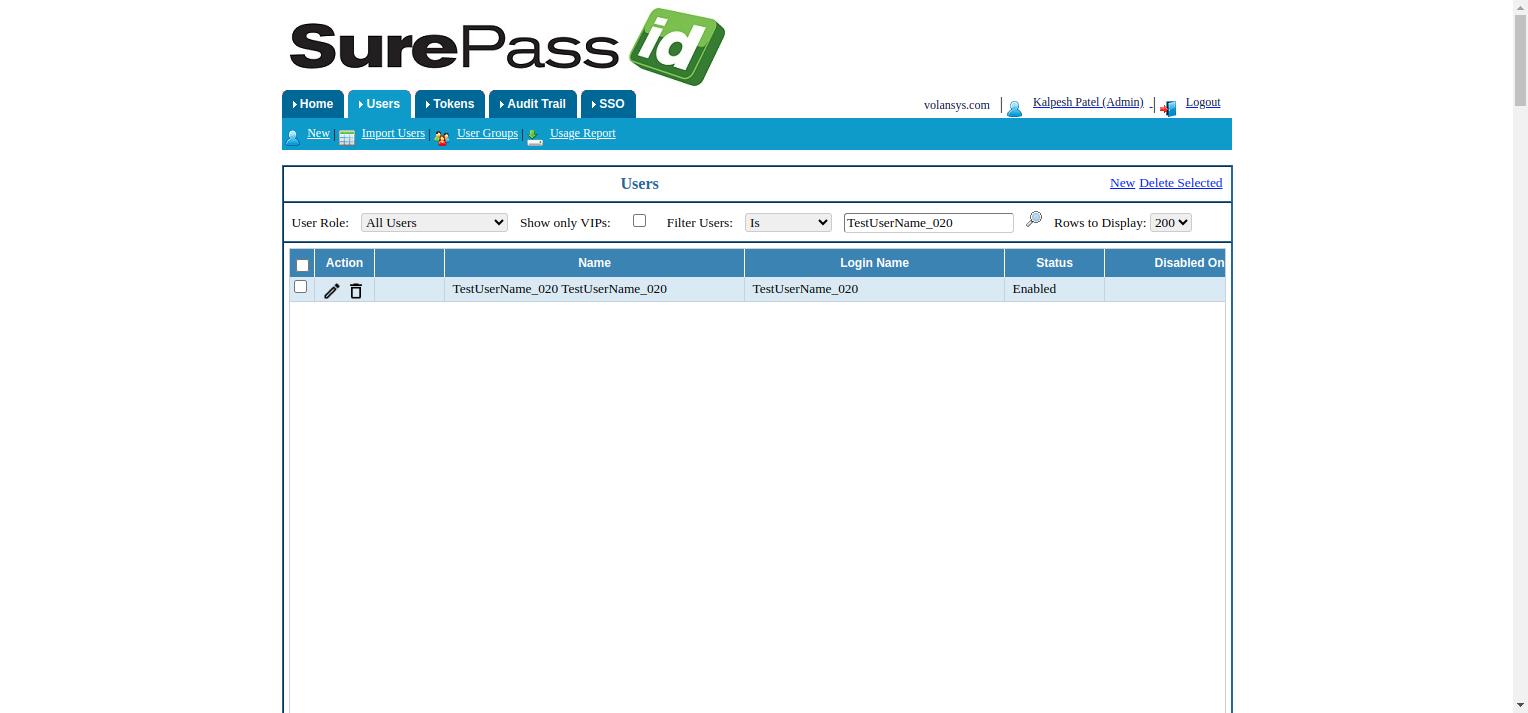 SurePass id
Home Users Tokens Audit Trail SSO volansys.com | Kalpesh Patel (Admin) - | Logout
New | Import Users | User Groups | Usage Report
Users New Delete Selected
User Role: All Users Show only VIPs: Filter Users: Is TestUserName_020 Rows to Display: 200
Action Name Login Name Status Disabled On
TestUserName_020 TestUserName_020 TestUserName_020 Enabled